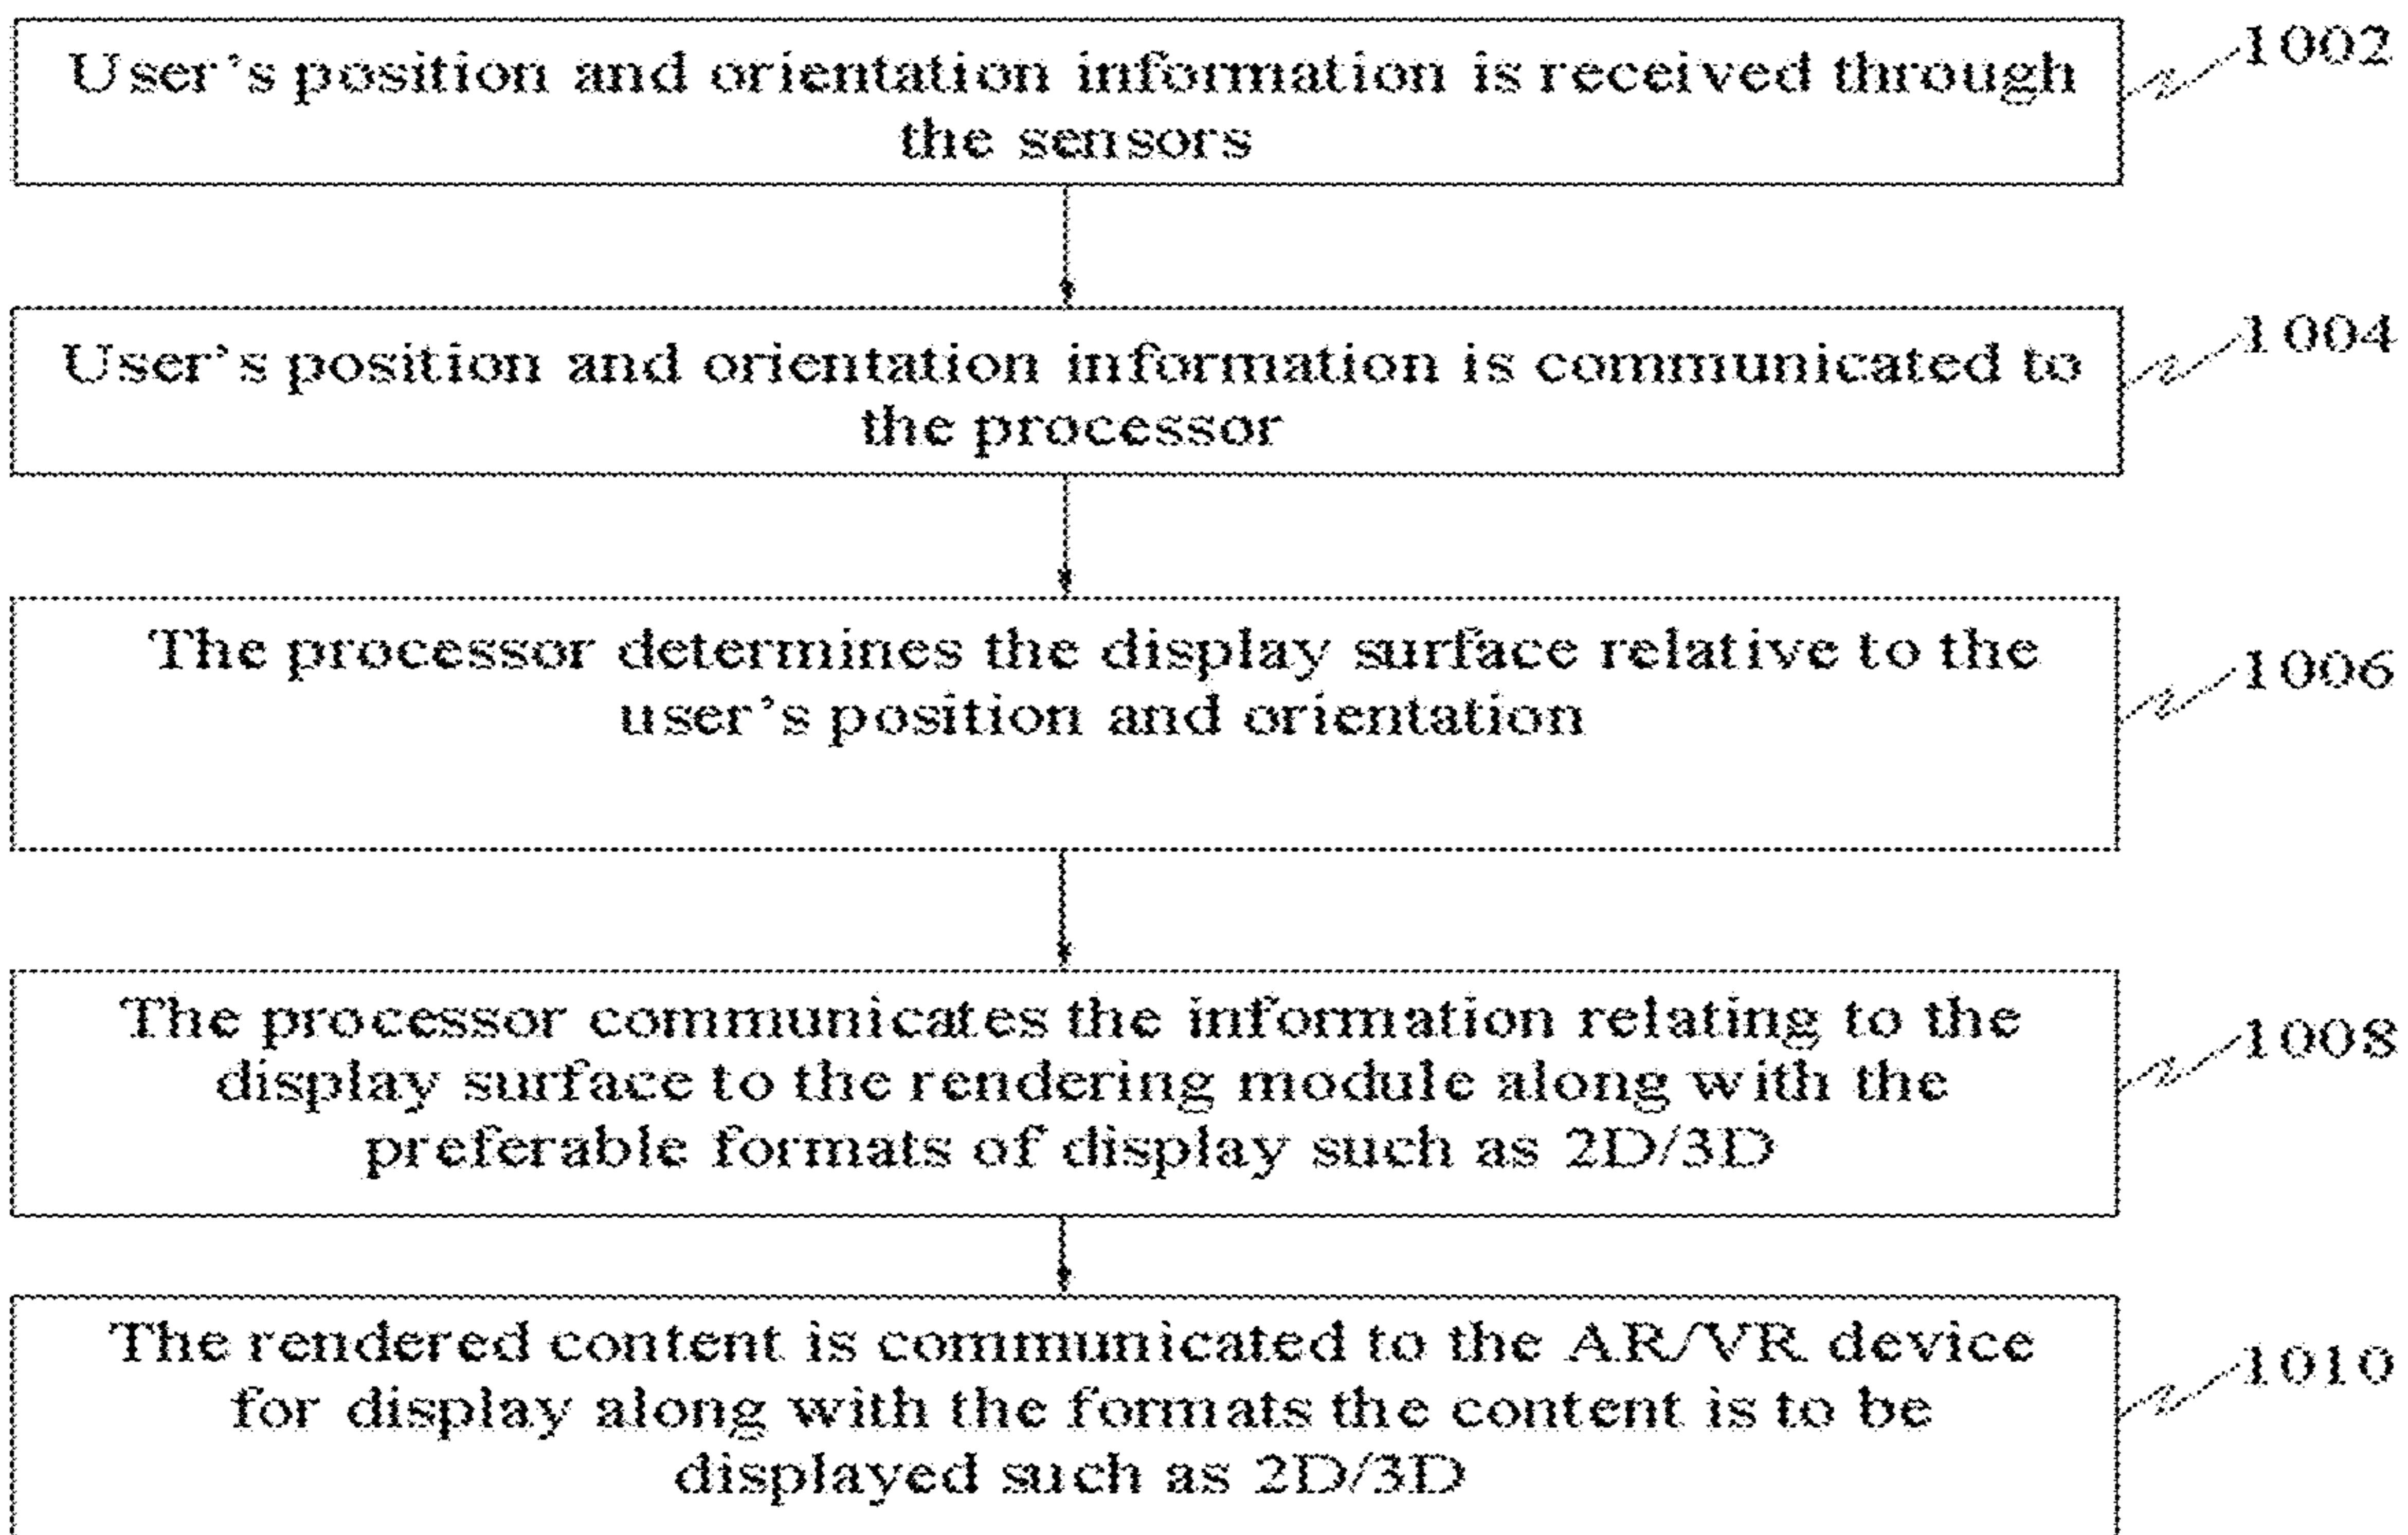 User's position and orientation information is received through
the sensors
1002
User's position and orientation information is communicated to
the processor
1004
The processor determines the display surface relative to the
user's position and orientation
1006
The processor communicates the information relating to the
display surface to the rendering module along with the
preferable formats of display such as 2D/3D
1008
The rendered content is communicated to the AR/VR device
for display along with the formats the content is to be
displayed such as 2D/3D
1010